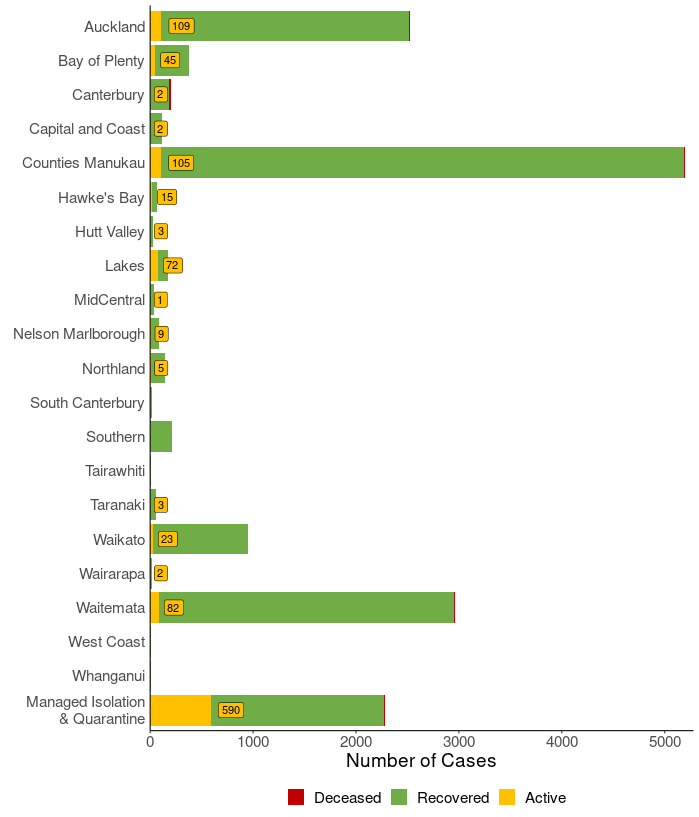 Auckland 109
Bay of Plenty 45
Canterbury 2
Capital and Coast 2
Counties Manukau 105
Hawke's Bay 15
Hutt Valley 3
Lakes 72
MidCentral 1
Nelson Marlborough 9
Northland 5
South Canterbury
Southern
Tairawhiti
Taranaki 3
Waikato 23
Wairarapa 2
Waitemata 82
West Coast
Whanganui
Managed Isolation
& Quarantine 590
0 1000 2000 3000 4000 5000
Number of Cases
Deceased Recovered Active